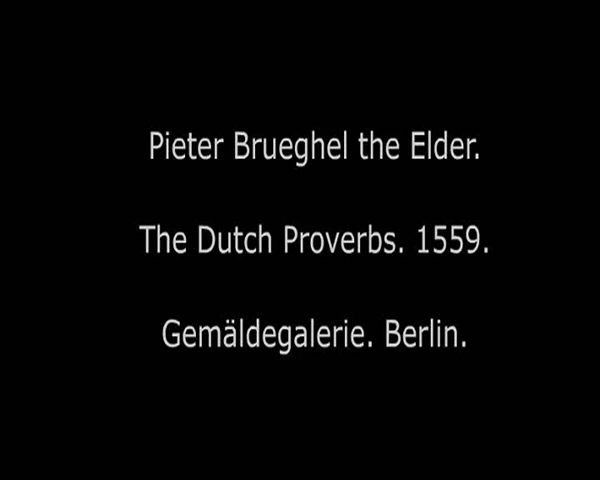 Pieter Brueghel the Elder.
The Dutch Proverbs. 1559.
Gemäldegalerie. Berlin.